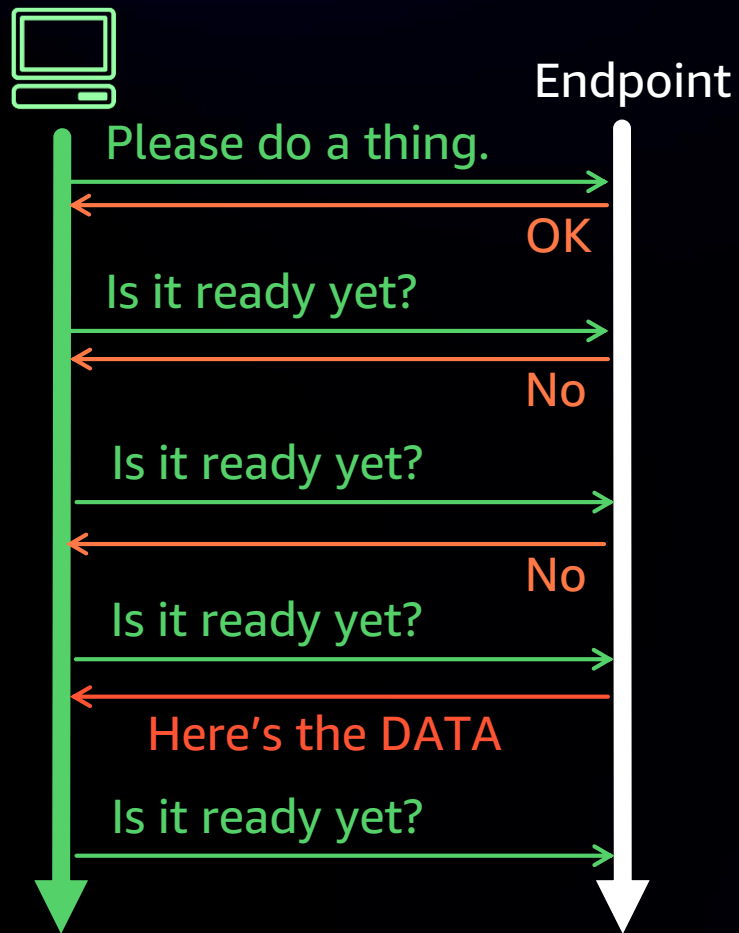 Endpoint
Please do a thing.
OK
Is it ready yet?
No
Is it ready yet?
No
Is it ready yet?
Here’s the DATA
Is it ready yet?